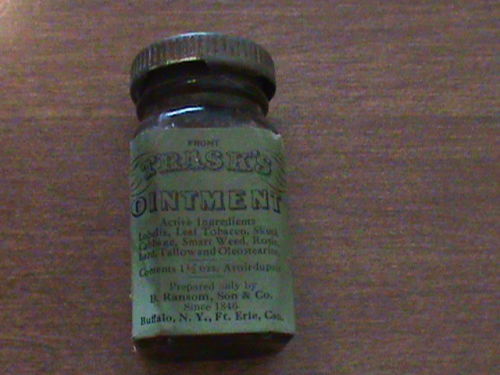 FRONT
TRASK'S
OINTMENT
Active Ingredients
Lobelia, Leaf Tobacco, Skunk
Cabbage, Smart Weed, Rosin,
Lard, Tallow and Oleostearine
Contents 1½ ozs. Avoirdupois
Prepared only by
D. Ransom, Son & Co.
Since 1846
Buffalo, N. Y., Ft. Erie, Can.